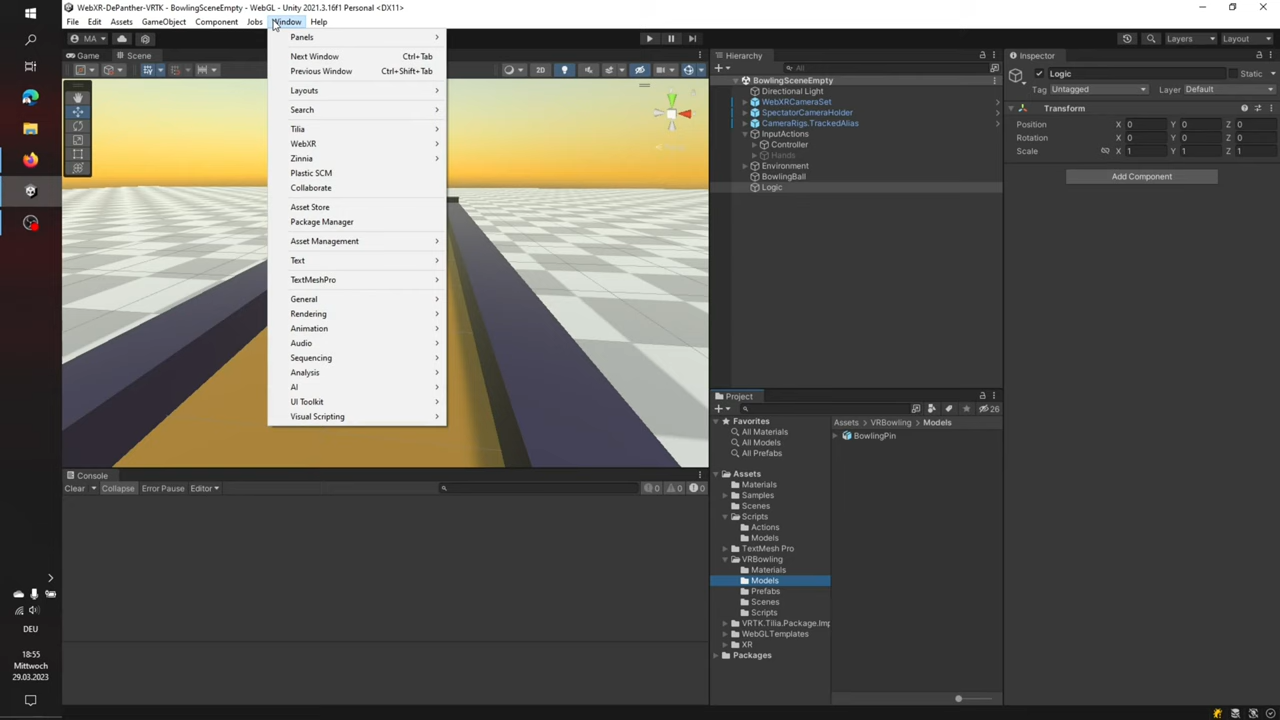 WebXR-DePanther-VRTK - BowlingSceneEmpty - WebGL - Unity 2021.3.16f1 Personal <DX11>
File Edit Assets GameObject Component Jobs Window Help
MA
Layers
Layout
Game
Scene
2D
Panels
Next Window Ctrl+Tab
Previous Window Ctrl+Shift+Tab
Layouts
Search
Tilia
WebXR
Zinnia
Plastic SCM
Collaborate
Asset Store
Package Manager
Asset Management
Text
TextMeshPro
General
Rendering
Animation
Audio
Sequencing
Analysis
AI
UI Toolkit
Visual Scripting
Hierarchy
All
BowlingSceneEmpty
Directional Light
WebXRCameraSet
SpectatorCameraHolder
CameraRigs.TrackedAlias
InputActions
Controller
Hands
Environment
BowlingBall
Logic
Inspector
Logic
Static
Tag Untagged Layer Default
Transform
Position X 0 Y 0 Z 0
Rotation X 0 Y 0 Z 0
Scale X 1 Y 1 Z 1
Add Component
Console
Clear Collapse Error Pause Editor
0 0 0
Project
26
Favorites
All Materials
All Models
All Prefabs
Assets
Materials
Samples
Scenes
Scripts
Actions
Models
TextMesh Pro
VRBowling
Materials
Models
Prefabs
Scenes
Scripts
VRTK.Tilia.Package.Imp
WebGLTemplates
XR
Packages
Assets VRBowling Models
BowlingPin
DEU
18:55
Mittwoch
29.03.2023